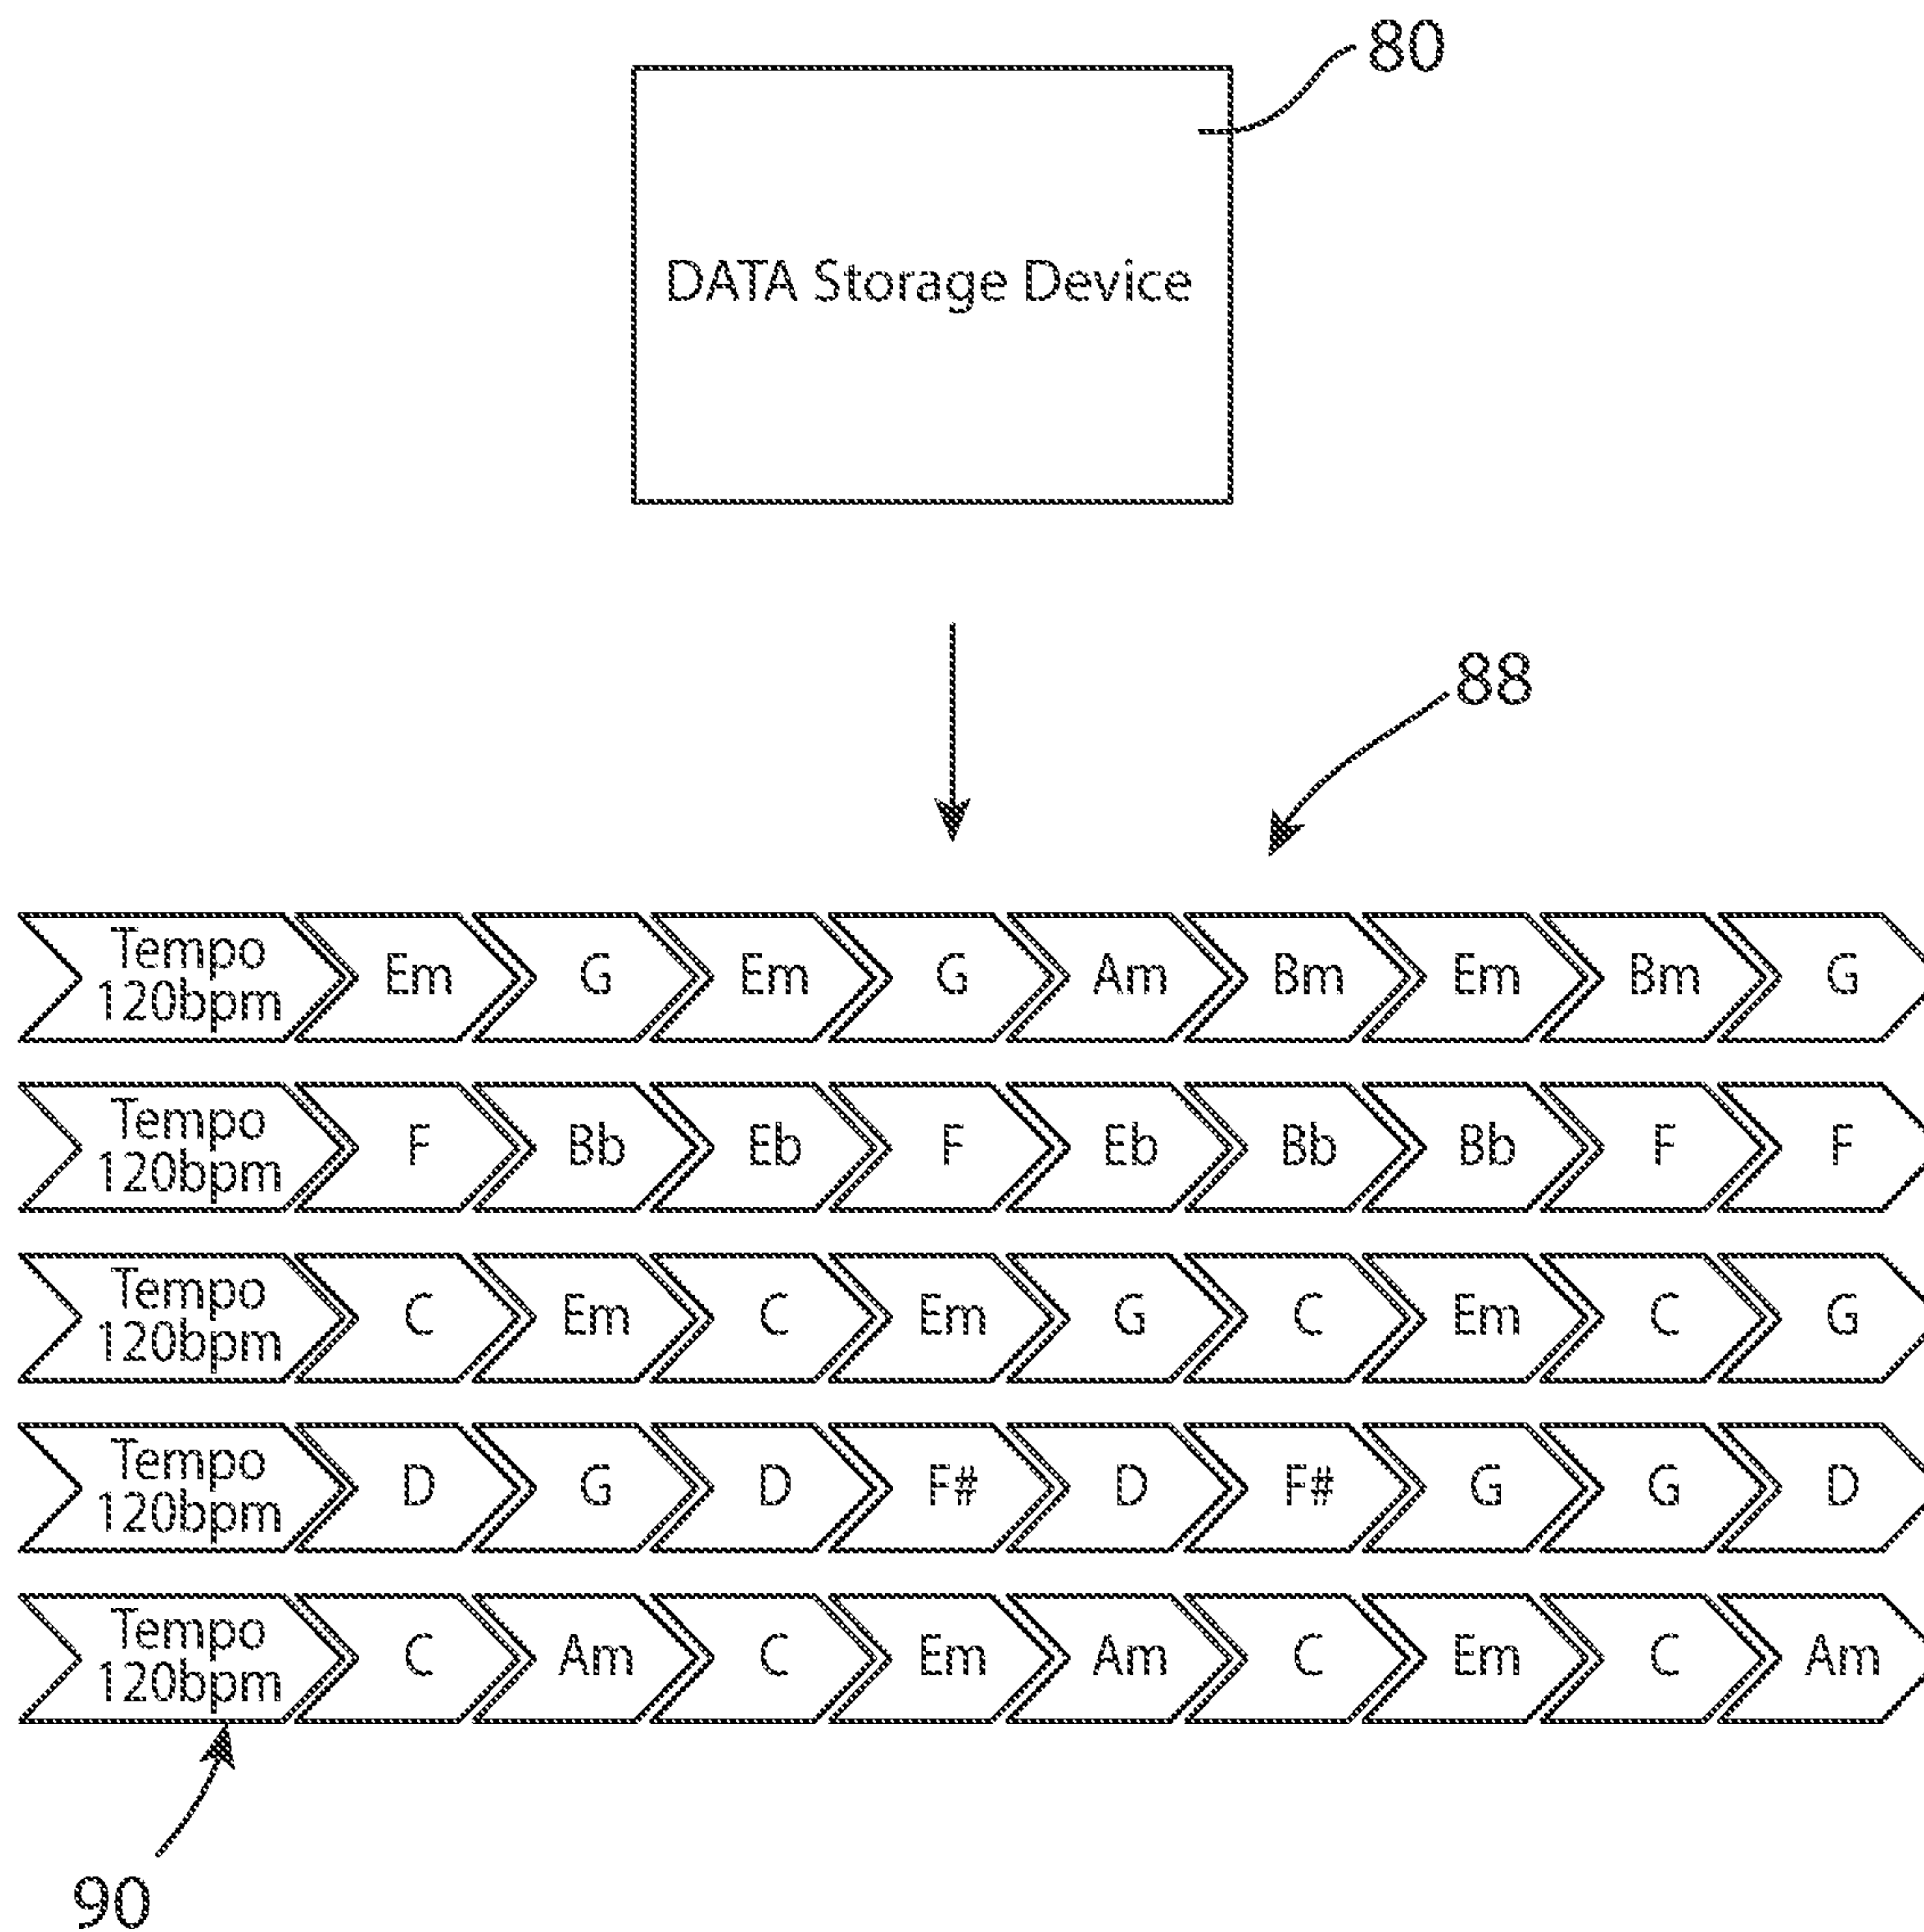 80
DATA Storage Device
88
Tempo
120bpm
Em G Em G Am Bm Em Bm G
Tempo
120bpm
F Bb Eb F Eb Bb Bb F F
Tempo
120bpm
C Em C Em G C Em C G
Tempo
120bpm
D G D F# D F# G G D
Tempo
120bpm
C Am C Em Am C Em C Am
90